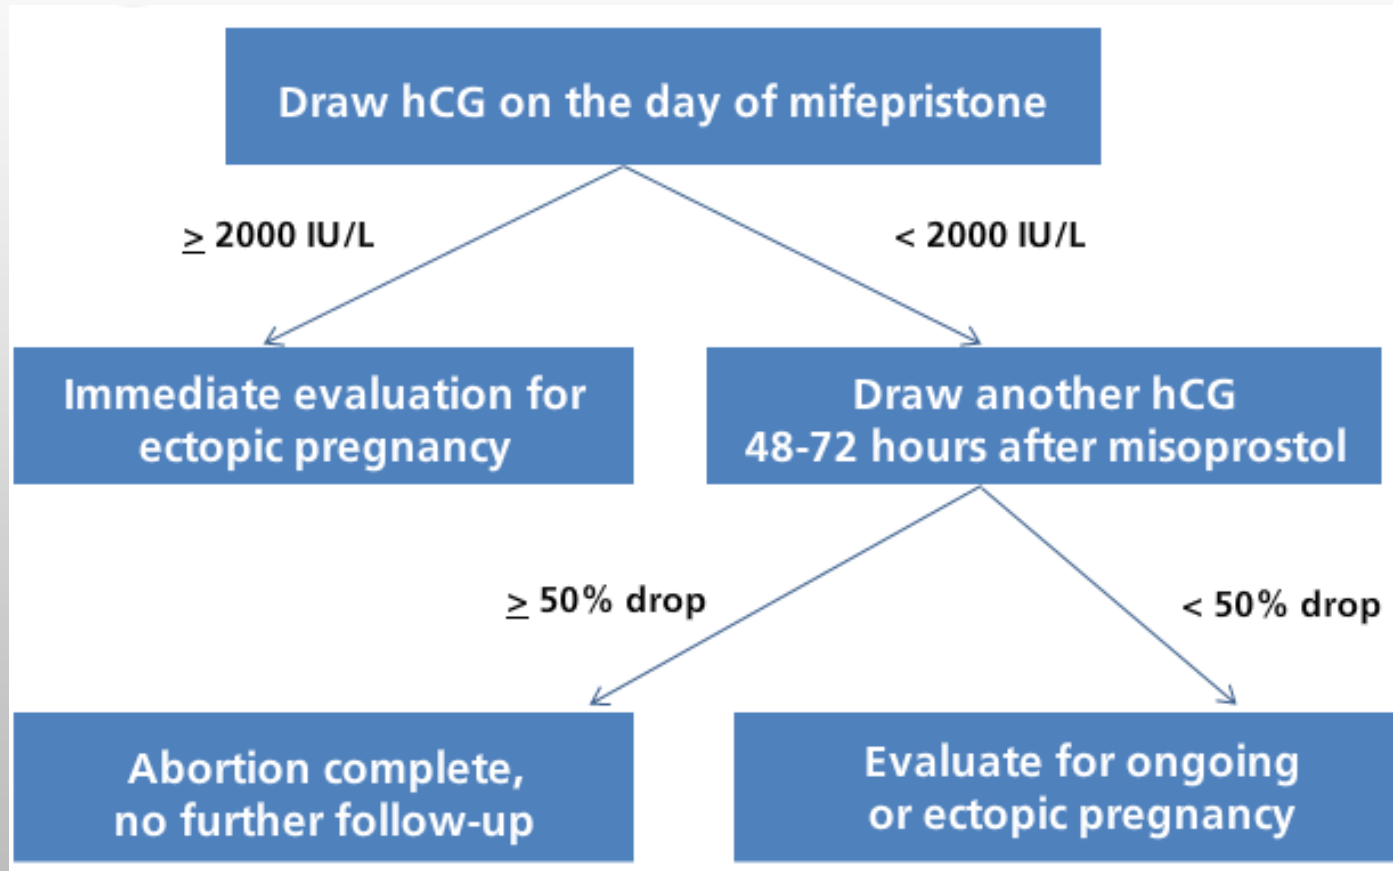 Draw hCG on the day of mifepristone
≥ 2000 IU/L
< 2000 IU/L
Immediate evaluation for
ectopic pregnancy
Draw another hCG
48-72 hours after misoprostol
≥ 50% drop
< 50% drop
Abortion complete,
no further follow-up
Evaluate for ongoing
or ectopic pregnancy